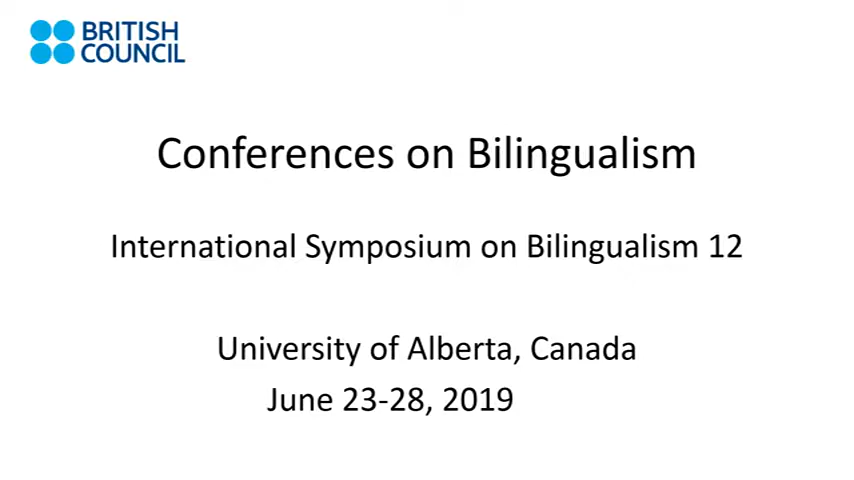 BRITISH
COUNCIL
Conferences on Bilingualism
International Symposium on Bilingualism 12
University of Alberta, Canada
June 23-28, 2019